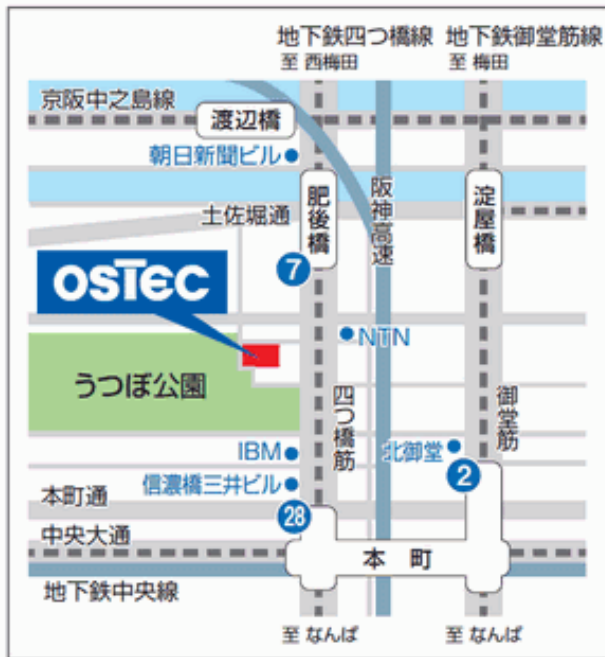 地下鉄四つ橋線
地下鉄御堂筋線
至 西梅田
至 梅田
京阪中之島線
渡辺橋
朝日新聞ビル
肥後橋
阪神高速
淀屋橋
土佐堀通
OSTEC
7
NTN
うつぼ公園
四つ橋筋
御堂筋
IBM
北御堂
2
信濃橋三井ビル
本町通
28
中央大通
本町
地下鉄中央線
至 なんば
至 なんば